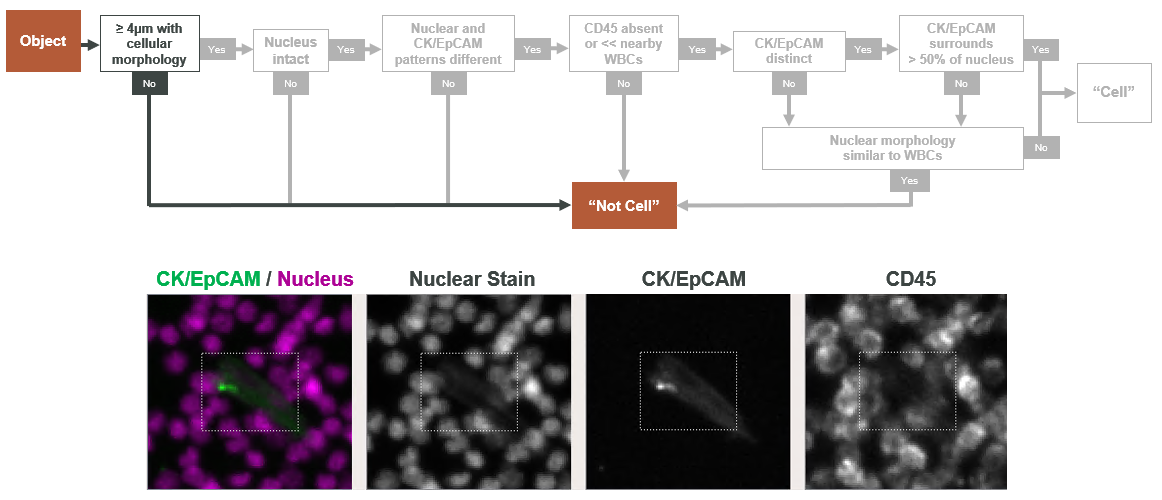 Object
≥ 4µm with
cellular
morphology
Yes
No
Nucleus
intact
Yes
No
Nuclear and
CK/EpCAM
patterns different
Yes
No
CD45 absent
or << nearby
WBCs
Yes
No
CK/EpCAM
distinct
Yes
No
CK/EpCAM
surrounds
> 50% of nucleus
Yes
No
“Cell”
Nuclear morphology
similar to WBCs
No
Yes
“Not Cell”
CK/EpCAM / Nucleus
Nuclear Stain
CK/EpCAM
CD45